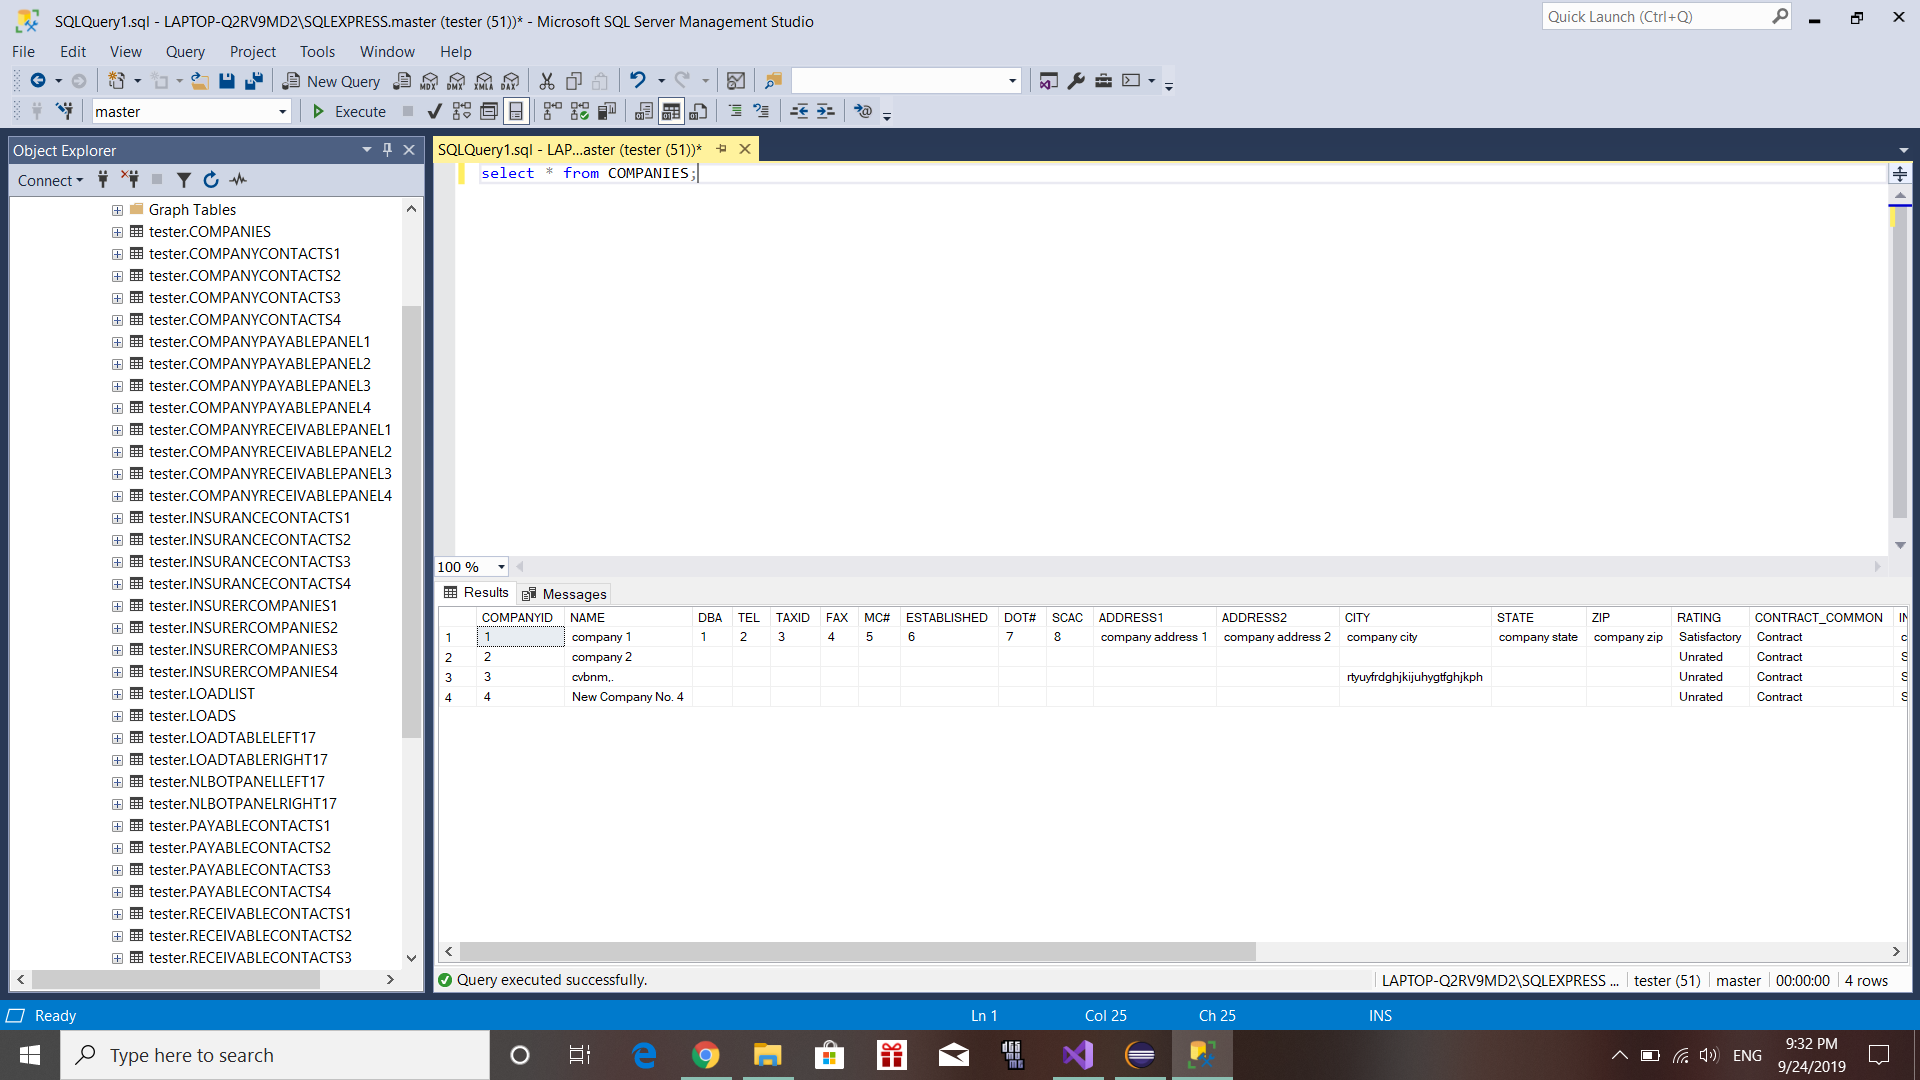 SQLQuery1.sql - LAPTOP-Q2RV9MD2\SQLEXPRESS.master (tester (51))* - Microsoft SQL Server Management Studio
Quick Launch (Ctrl+Q)
File Edit View Query Project Tools Window Help
New Query MDX DMX XMLA DAX
master Execute
Object Explorer
SQLQuery1.sql - LAP...aster (tester (51))*
Connect
select * from COMPANIES;
Graph Tables
tester.COMPANIES
tester.COMPANYCONTACTS1
tester.COMPANYCONTACTS2
tester.COMPANYCONTACTS3
tester.COMPANYCONTACTS4
tester.COMPANYPAYABLEPANEL1
tester.COMPANYPAYABLEPANEL2
tester.COMPANYPAYABLEPANEL3
tester.COMPANYPAYABLEPANEL4
tester.COMPANYRECEIVABLEPANEL1
tester.COMPANYRECEIVABLEPANEL2
tester.COMPANYRECEIVABLEPANEL3
tester.COMPANYRECEIVABLEPANEL4
tester.INSURANCECONTACTS1
tester.INSURANCECONTACTS2
tester.INSURANCECONTACTS3
tester.INSURANCECONTACTS4
tester.INSURERCOMPANIES1
tester.INSURERCOMPANIES2
tester.INSURERCOMPANIES3
tester.INSURERCOMPANIES4
tester.LOADLIST
tester.LOADS
tester.LOADTABLELEFT17
tester.LOADTABLERIGHT17
tester.NLBOTPANELLEFT17
tester.NLBOTPANELRIGHT17
tester.PAYABLECONTACTS1
tester.PAYABLECONTACTS2
tester.PAYABLECONTACTS3
tester.PAYABLECONTACTS4
tester.RECEIVABLECONTACTS1
tester.RECEIVABLECONTACTS2
tester.RECEIVABLECONTACTS3
100 %
Results Messages
COMPANYID NAME DBA TEL TAXID FAX MC# ESTABLISHED DOT# SCAC ADDRESS1 ADDRESS2 CITY STATE ZIP RATING CONTRACT_COMMON IN
1 1 company 1 1 2 3 4 5 6 7 8 company address 1 company address 2 company city company state company zip Satisfactory Contract c
2 2 company 2 Unrated Contract S
3 3 cvbnm,. rtyuyfrdghjkijuhygtfghjkph Unrated Contract S
4 4 New Company No. 4 Unrated Contract S
Query executed successfully.
LAPTOP-Q2RV9MD2\SQLEXPRESS ... tester (51) master 00:00:00 4 rows
Ready Ln 1 Col 25 Ch 25 INS
Type here to search
ENG
9:32 PM
9/24/2019